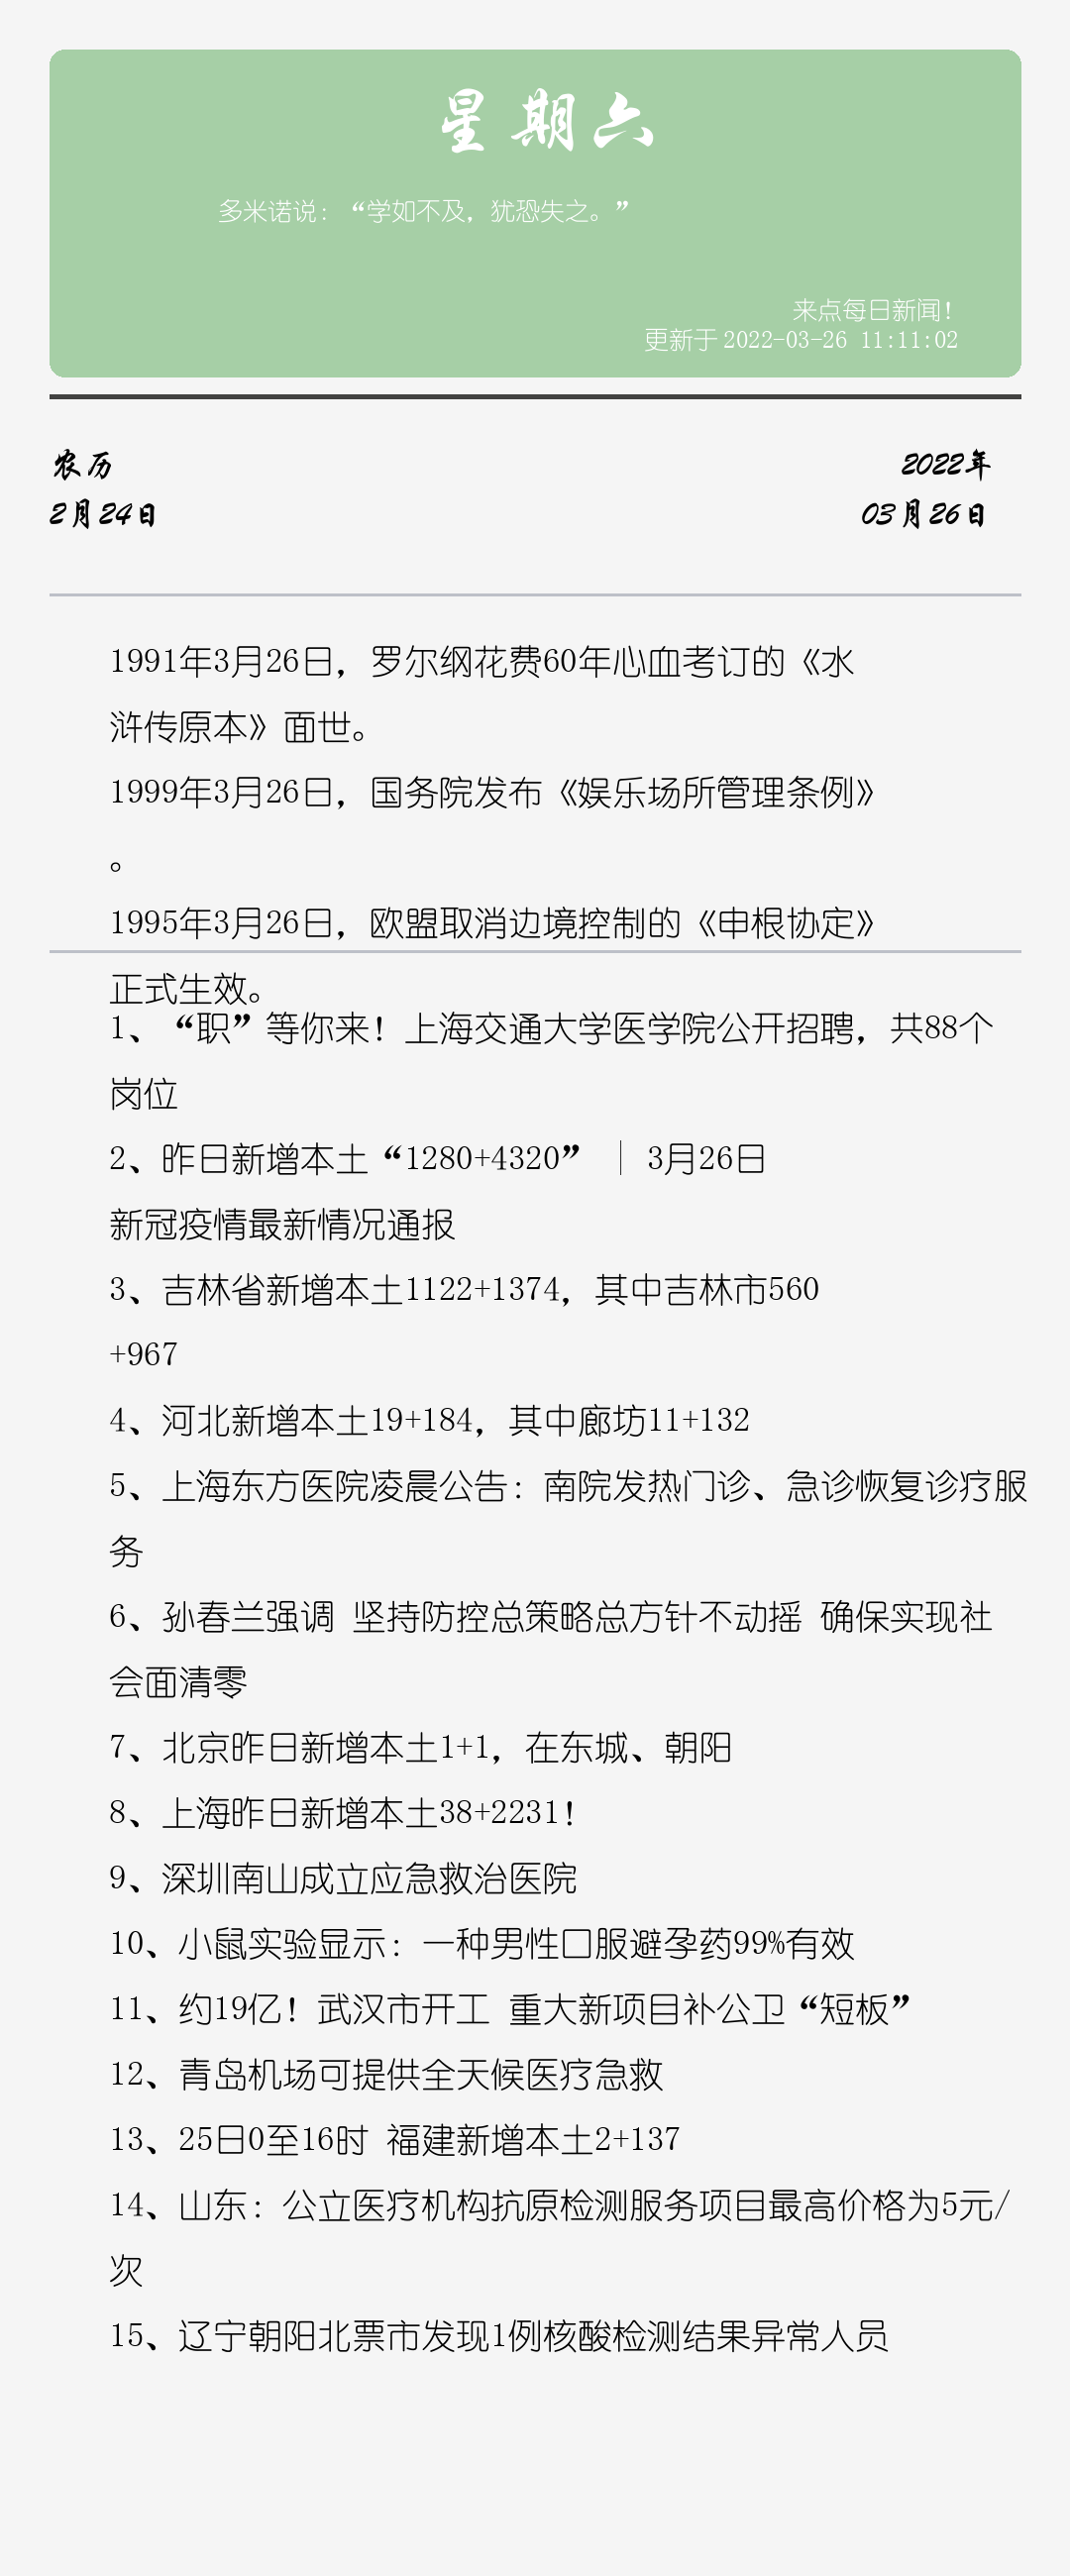 星期六
多米诺说：“学如不及，犹恐失之。”
来点每日新闻！
更新于 2022-03-26 11:11:02
农历
2022年
2月24日
03月26日
1991年3月26日，罗尔纲花费60年心血考订的《水
浒传原本》面世。
1999年3月26日，国务院发布《娱乐场所管理条例》
。
1995年3月26日，欧盟取消边境控制的《申根协定》
正式生效。
1、“职”等你来！上海交通大学医学院公开招聘，共88个
岗位
2、昨日新增本土“1280+4320” ｜ 3月26日
新冠疫情最新情况通报
3、吉林省新增本土1122+1374，其中吉林市560
+967
4、河北新增本土19+184，其中廊坊11+132
5、上海东方医院凌晨公告：南院发热门诊、急诊恢复诊疗服
务
6、孙春兰强调 坚持防控总策略总方针不动摇 确保实现社
会面清零
7、北京昨日新增本土1+1，在东城、朝阳
8、上海昨日新增本土38+2231！
9、深圳南山成立应急救治医院
10、小鼠实验显示：一种男性口服避孕药99%有效
11、约19亿！武汉市开工 重大新项目补公卫“短板”
12、青岛机场可提供全天候医疗急救
13、25日0至16时 福建新增本土2+137
14、山东：公立医疗机构抗原检测服务项目最高价格为5元/
次
15、辽宁朝阳北票市发现1例核酸检测结果异常人员